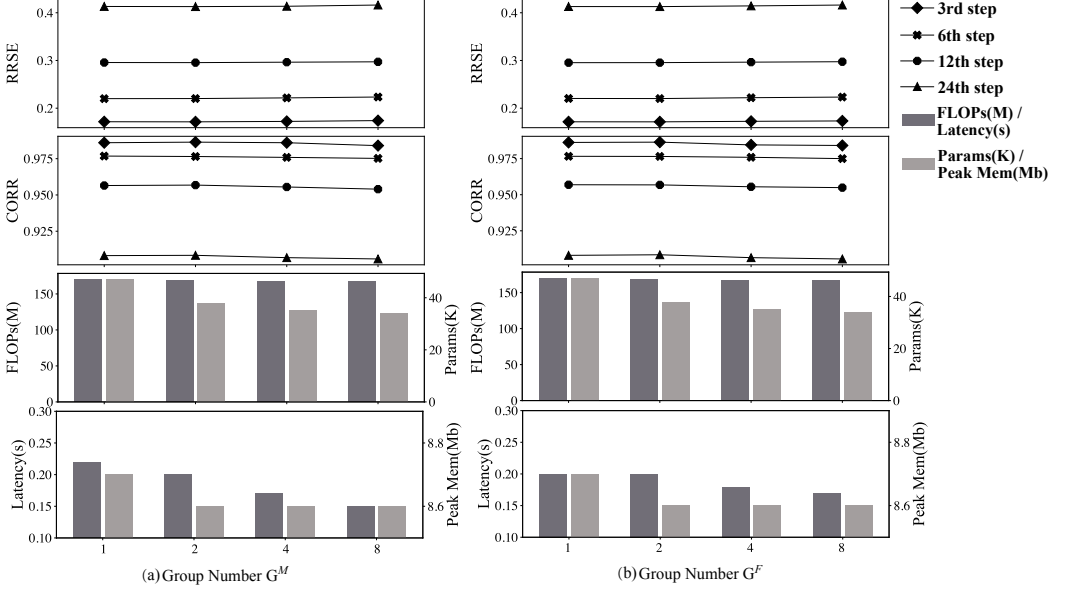 0.4
0.3
0.2
RRSE
0.975
0.950
0.925
CORR
150
100
50
0
FLOPs(M)
40
20
0
Params(K)
0.30
0.25
0.20
0.15
0.10
Latency(s)
8.8
8.6
Peak Mem(Mb)
1 2 4 8
(a) Group Number G^M
0.4
0.3
0.2
RRSE
0.975
0.950
0.925
CORR
150
100
50
0
FLOPs(M)
40
20
0
Params(K)
0.30
0.25
0.20
0.15
0.10
Latency(s)
8.8
8.6
Peak Mem(Mb)
1 2 4 8
(b) Group Number G^F
3rd step
6th step
12th step
24th step
FLOPs(M) /
Latency(s)
Params(K) /
Peak Mem(Mb)